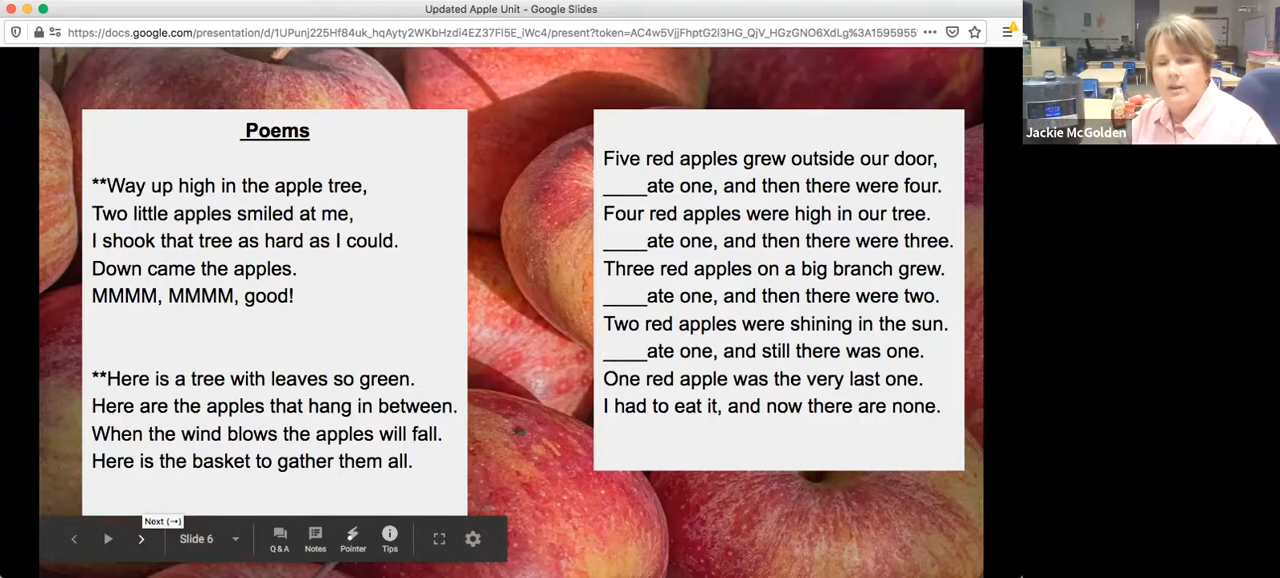 Updated Apple Unit - Google Slides
https://docs.google.com/presentation/d/1UPunj225Hf84uk_hqAyty2WKbHzdi4EZ37Fl5E_iWc4/present?token=AC4w5VjjFhptG2l3HG_QjV_HGzGNO6XdLg%3A1595955
Jackie McGolden
Poems
**Way up high in the apple tree,
Two little apples smiled at me,
I shook that tree as hard as I could.
Down came the apples.
MMMM, MMMM, good!
**Here is a tree with leaves so green.
Here are the apples that hang in between.
When the wind blows the apples will fall.
Here is the basket to gather them all.
Five red apples grew outside our door,
____ate one, and then there were four.
Four red apples were high in our tree.
____ate one, and then there were three.
Three red apples on a big branch grew.
____ate one, and then there were two.
Two red apples were shining in the sun.
____ate one, and still there was one.
One red apple was the very last one.
I had to eat it, and now there are none.
Next (→)
Slide 6
Q & A
Notes
Pointer
Tips